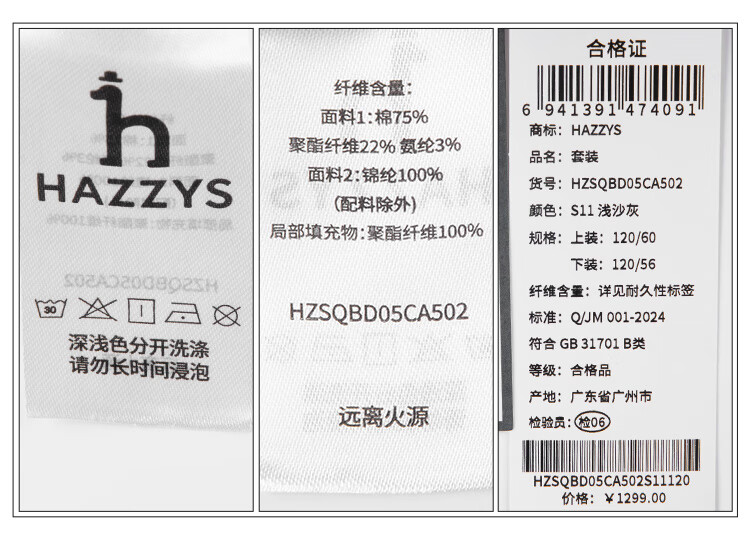 HAZZYS
30
深浅色分开洗涤
请勿长时间浸泡
纤维含量:
面料1:棉75%
聚酯纤维22% 氨纶3%
面料2:锦纶100%
(配料除外)
局部填充物:聚酯纤维100%
HZSQBD05CA502
远离火源
合格证
6 941391 474091
商标: HAZZYS
品名: 套装
货号: HZSQBD05CA502
颜色: S11 浅沙灰
规格: 上装: 120/60
下装: 120/56
纤维含量: 详见耐久性标签
标准: Q/JM 001-2024
符合 GB 31701 B类
等级: 合格品
产地: 广东省广州市
检验员: 检06
HZSQBD05CA502S11120
价格: ￥1299.00